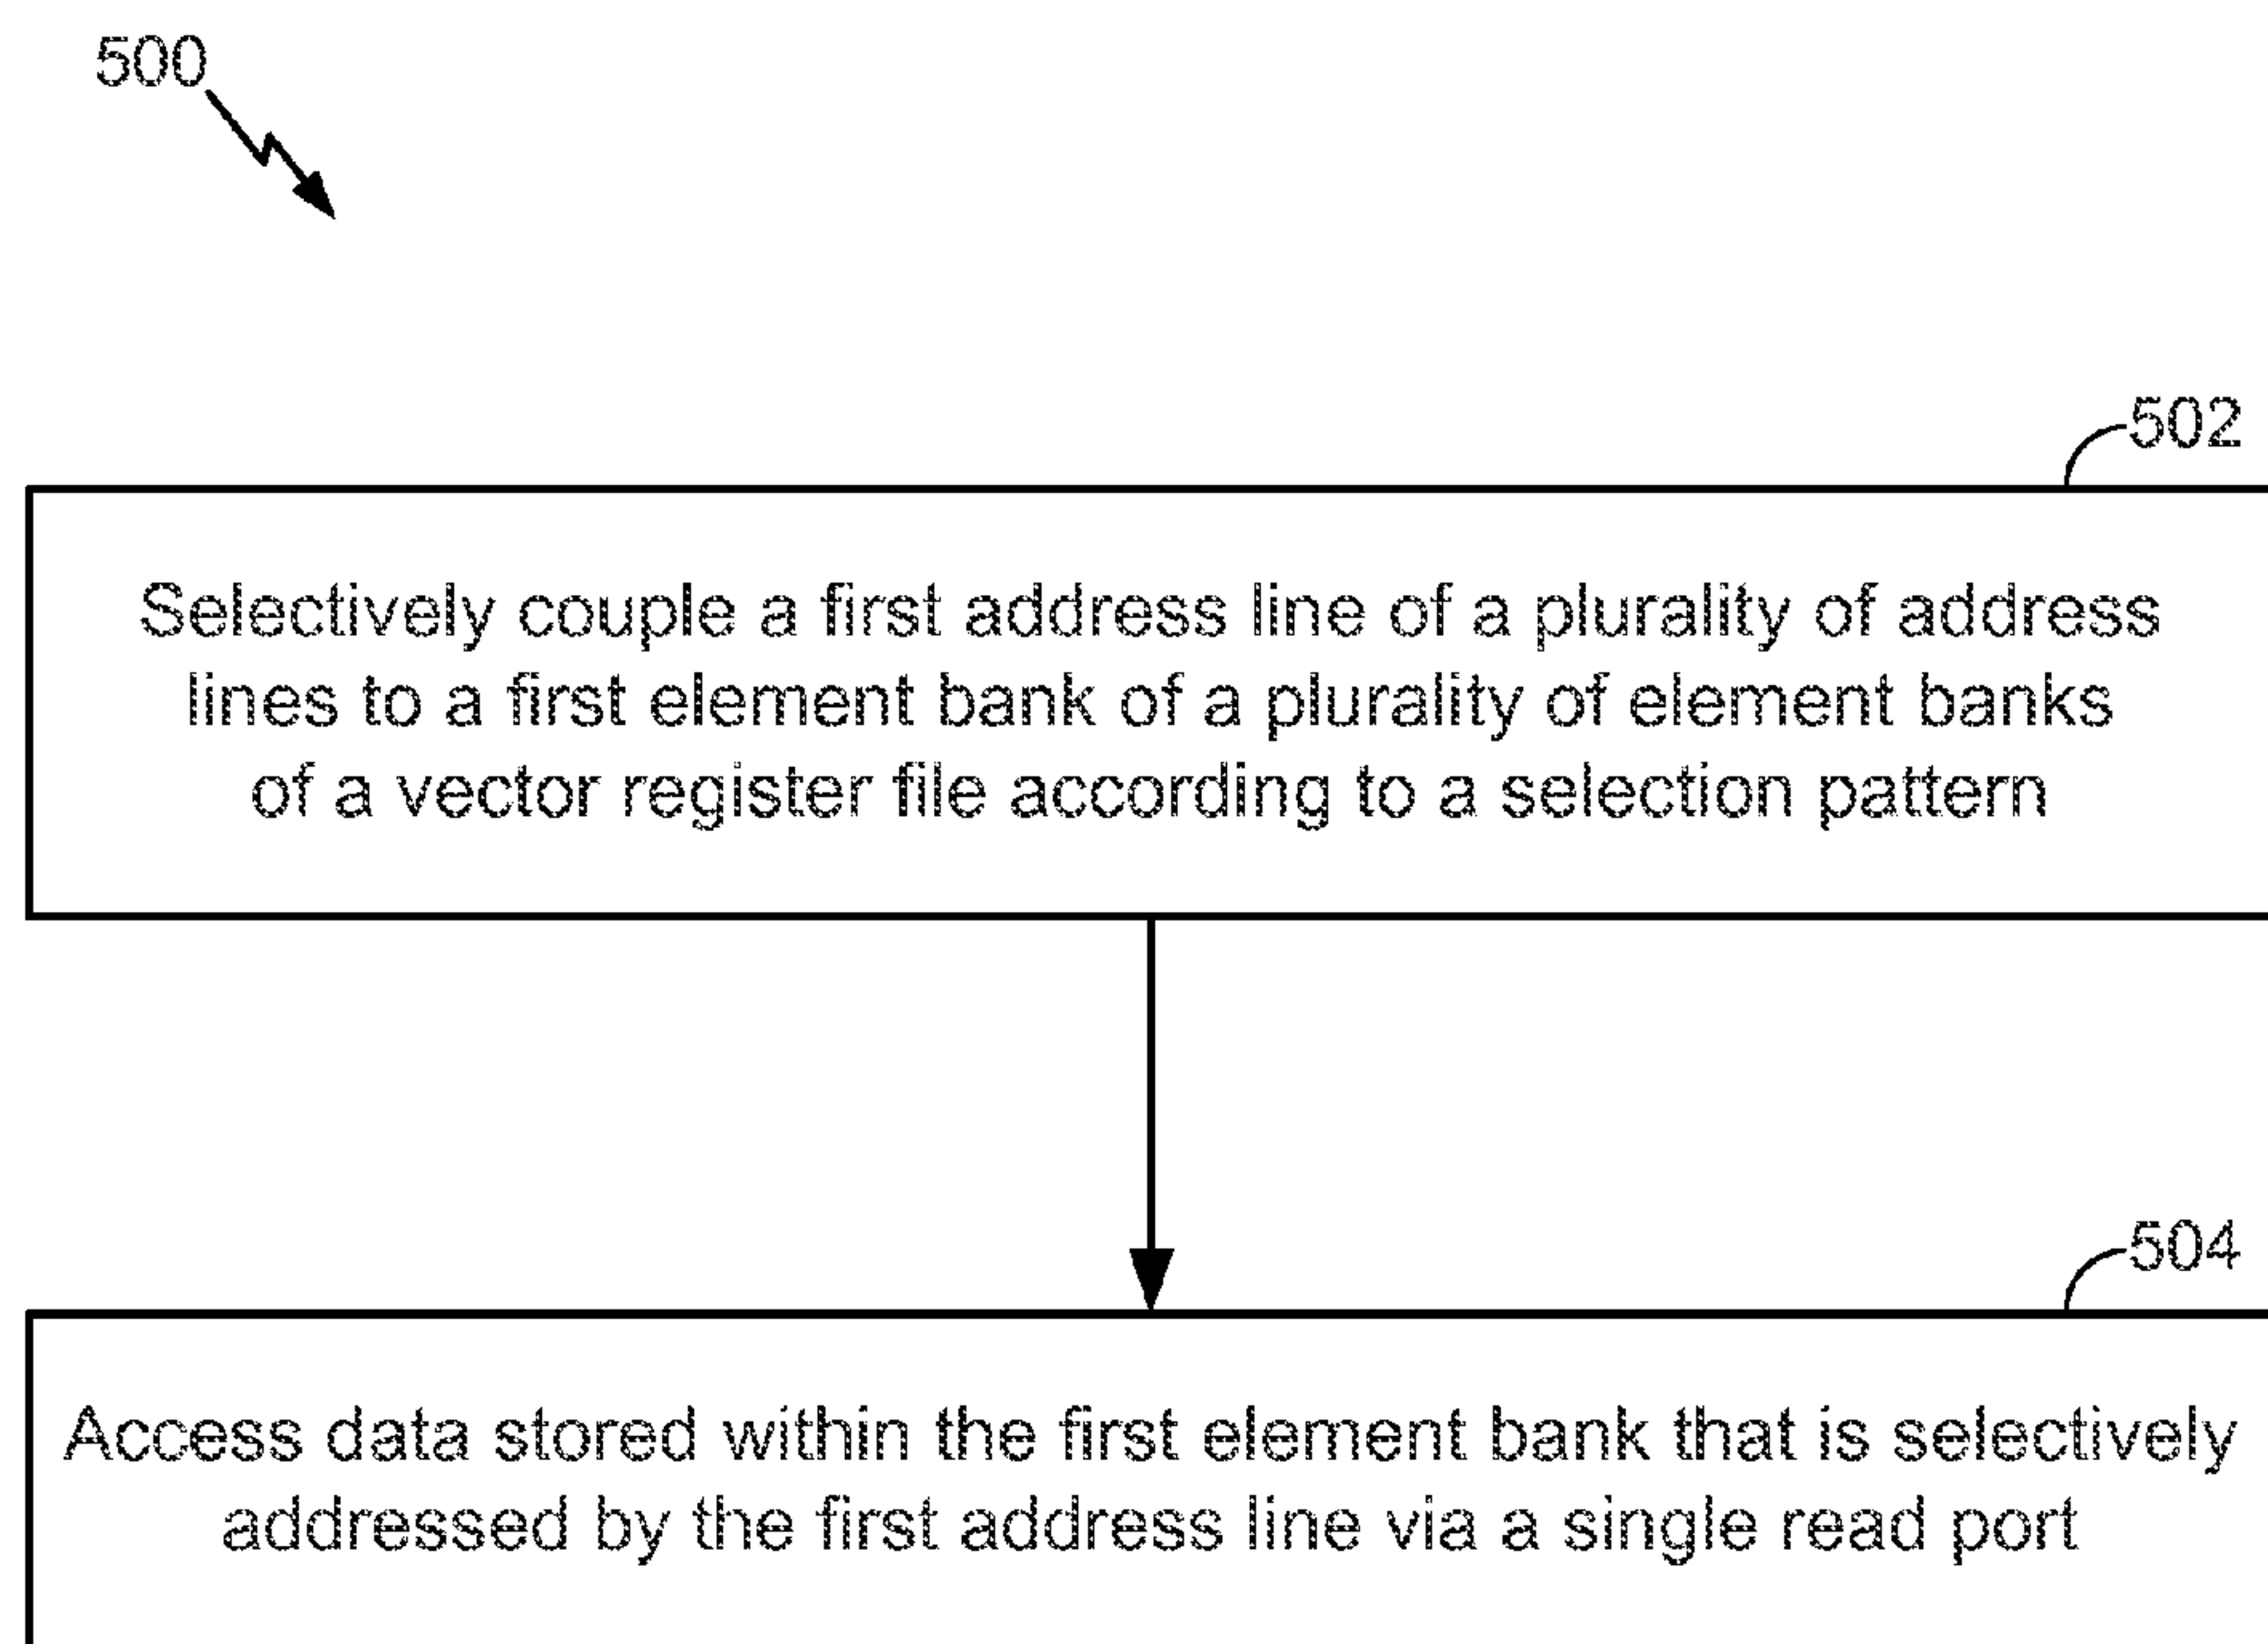 500
502
Selectively couple a first address line of a plurality of address
lines to a first element bank of a plurality of element banks
of a vector register file according to a selection pattern
504
Access data stored within the first element bank that is selectively
addressed by the first address line via a single read port